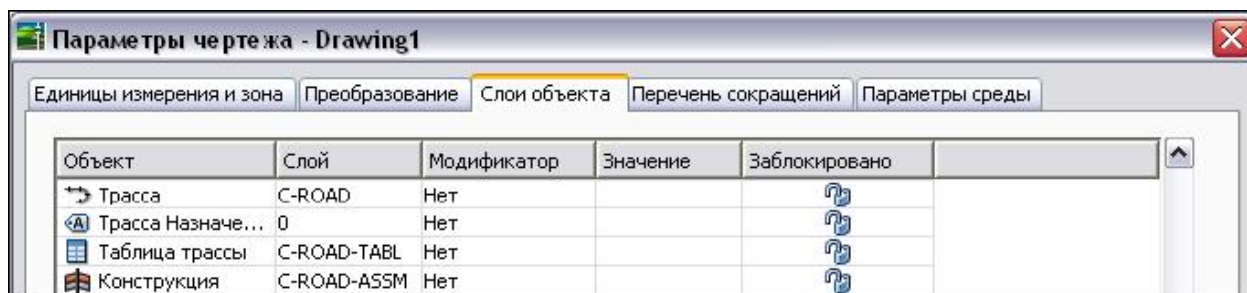 Параметры чертежа - Drawing1
Единицы измерения и зона Преобразование Слои объекта Перечень сокращений Параметры среды
Объект Слой Модификатор Значение Заблокировано
Трасса C-ROAD Нет
Трасса Назначе... 0 Нет
Таблица трассы C-ROAD-TABL Нет
Конструкция C-ROAD-ASSM Нет